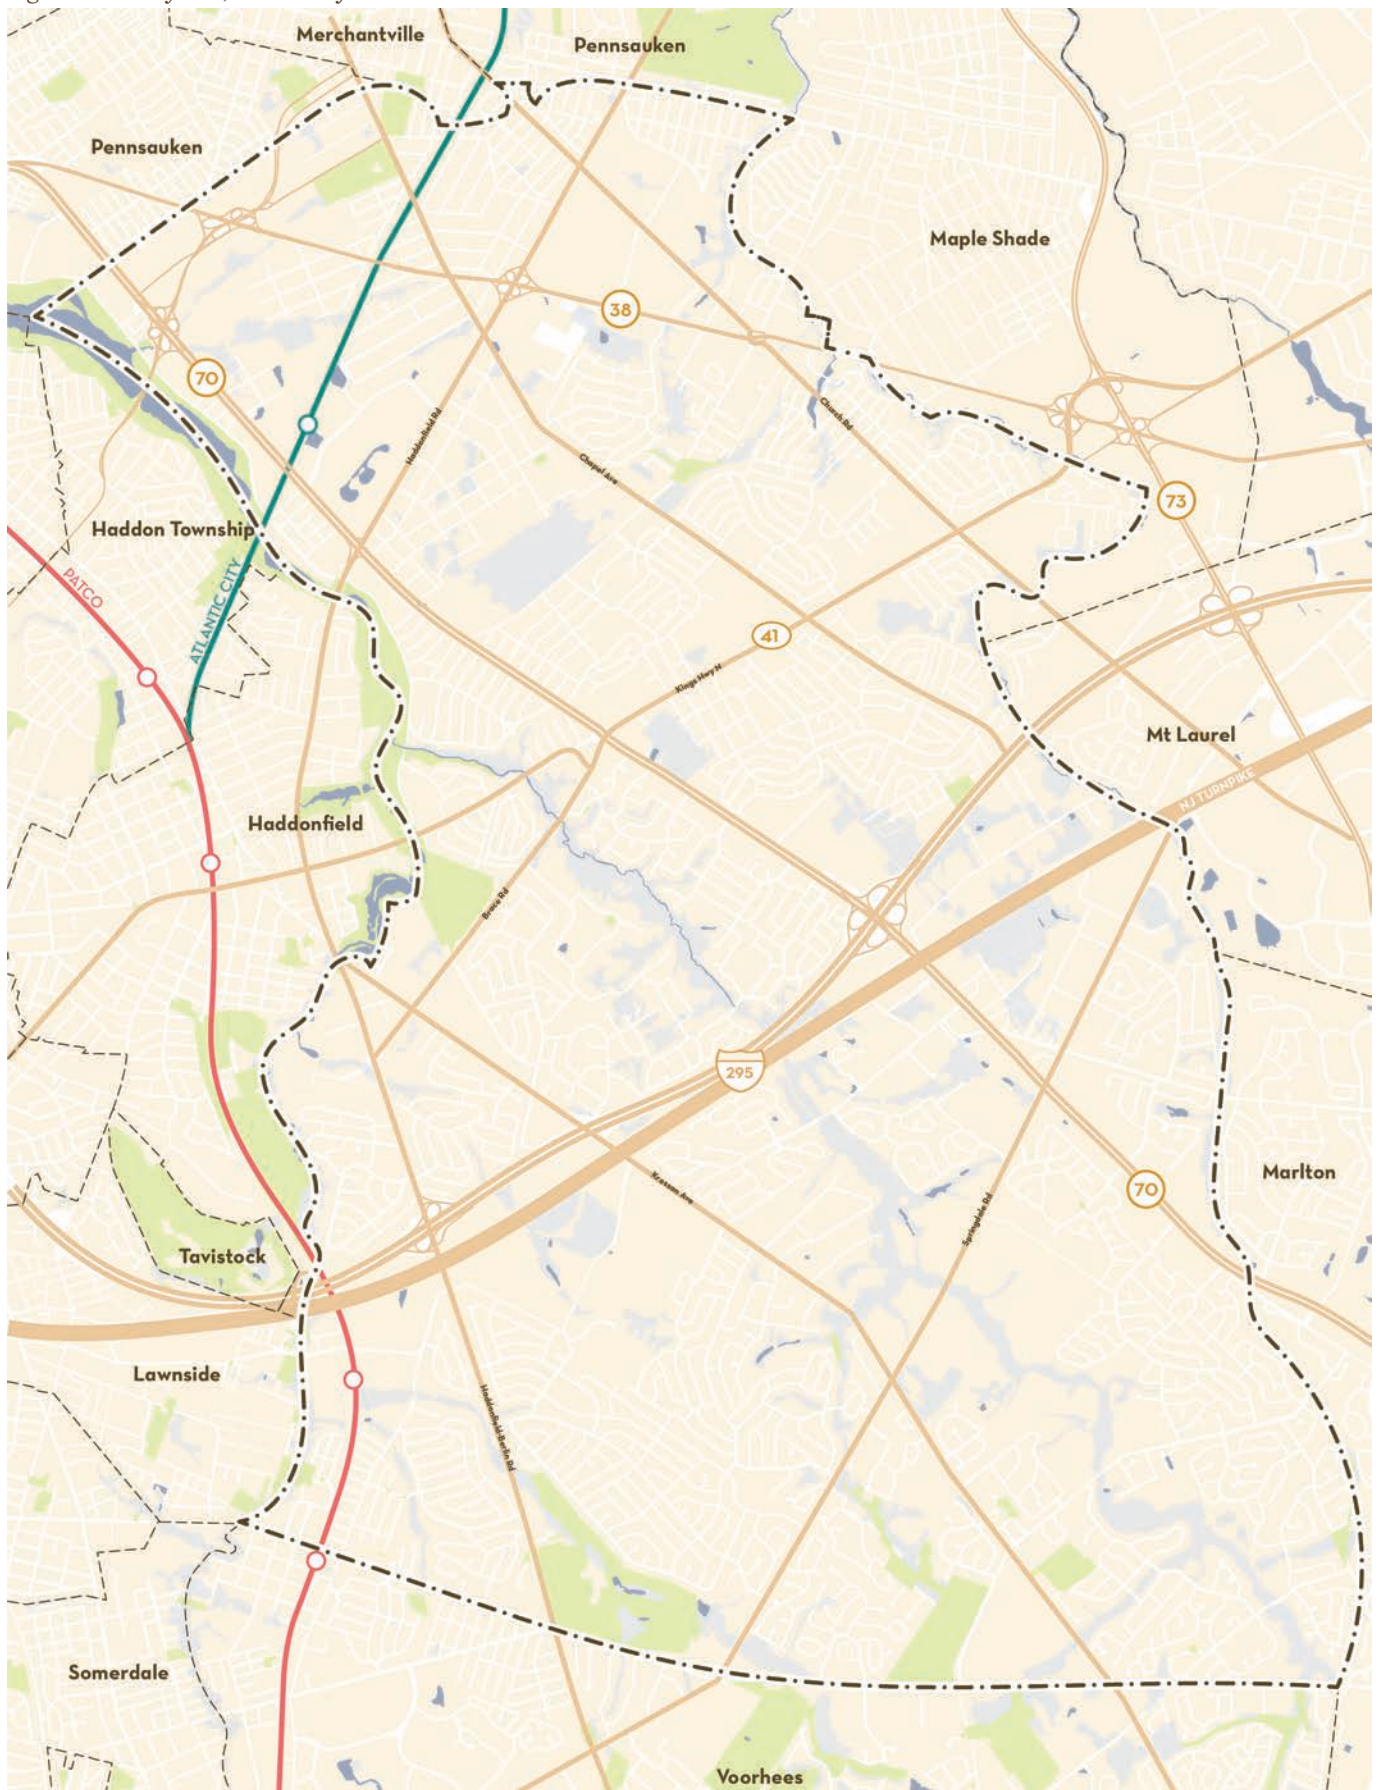 Merchantville
Pennsauken
Pennsauken
Maple Shade
38
70
Church Rd
Haddonfield Rd
Chapel Ave
73
Haddon Township
PATCO
ATLANTIC CITY
41
Kings Hwy N
Mt Laurel
NJ TURNPIKE
Haddonfield
Brace Rd
295
Marlton
Kresson Ave
70
Springdale Rd
Tavistock
Lawnside
Haddonfield-Berlin Rd
Somerdale
Voorhees